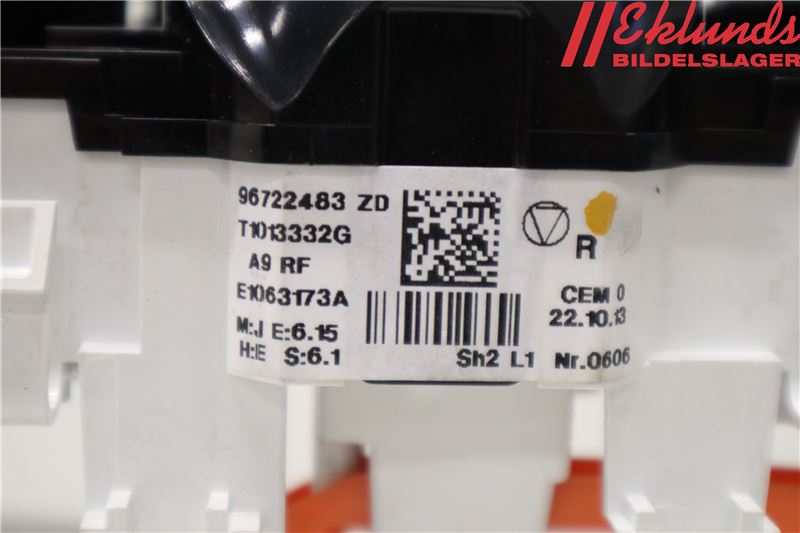 Eklunds
BILDELSLAGER
96722483 ZD
T1013332G
A9 RF
E1063173A
M:J E:6.15
H:E S:6.1
R
CEM 0
22.10.13
Sh2 L1 Nr.0606